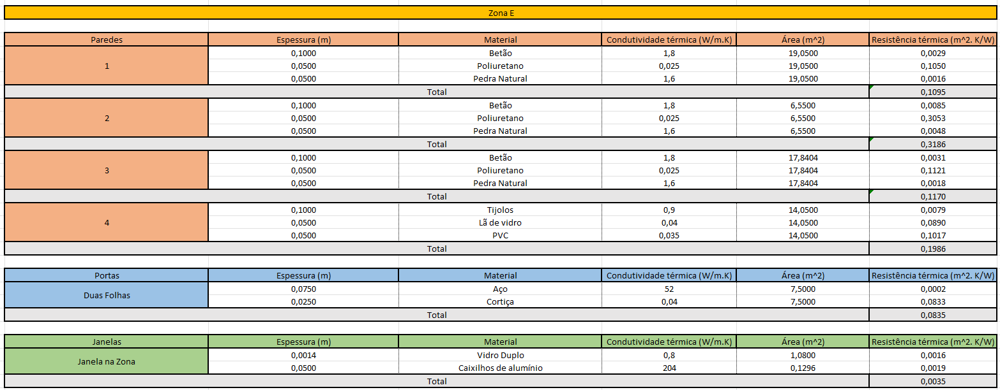 Zona E
Paredes Espessura (m) Material Condutividade térmica (W/m.K) Área (m^2) Resistência térmica (m^2. K/W)
0,1000 Betão 1,8 19,0500 0,0029
1 0,0500 Poliuretano 0,025 19,0500 0,1050
0,0500 Pedra Natural 1,6 19,0500 0,0016
Total 0,1095
0,1000 Betão 1,8 6,5500 0,0085
2 0,0500 Poliuretano 0,025 6,5500 0,3053
0,0500 Pedra Natural 1,6 6,5500 0,0048
Total 0,3186
0,1000 Betão 1,8 17,8404 0,0031
3 0,0500 Poliuretano 0,025 17,8404 0,1121
0,0500 Pedra Natural 1,6 17,8404 0,0018
Total 0,1170
0,1000 Tijolos 0,9 14,0500 0,0079
4 0,0500 Lã de vidro 0,04 14,0500 0,0890
0,0500 PVC 0,035 14,0500 0,1017
Total 0,1986
Portas Espessura (m) Material Condutividade térmica (W/m.K) Área (m^2) Resistência térmica (m^2. K/W)
Duas Folhas 0,0750 Aço 52 7,5000 0,0002
0,0250 Cortiça 0,04 7,5000 0,0833
Total 0,0835
Janelas Espessura (m) Material Condutividade térmica (W/m.K) Área (m^2) Resistência térmica (m^2. K/W)
Janela na Zona 0,0014 Vidro Duplo 0,8 1,0800 0,0016
0,0500 Caixilhos de alumínio 204 0,1296 0,0019
Total 0,0035